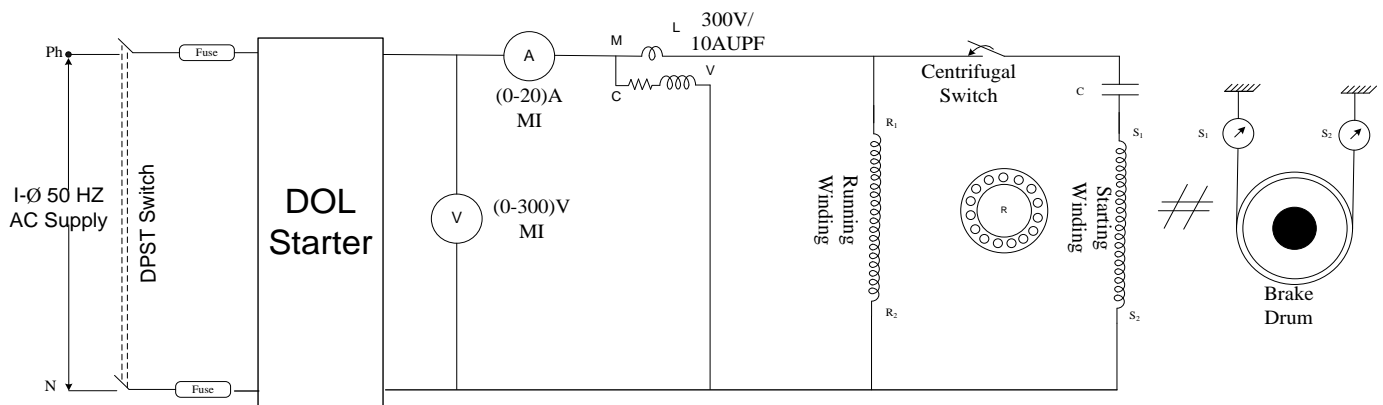 Ph
Fuse
I-Ø 50 HZ
AC Supply
DPST Switch
N
Fuse
DOL
Starter
A
(0-20)A
MI
V
(0-300)V
MI
M
L
300V/
10AUPF
C
V
Centrifugal
Switch
C
R₁
Running
Winding
R₂
R
S₁
Starting
Winding
S₂
S₁
S₂
Brake
Drum